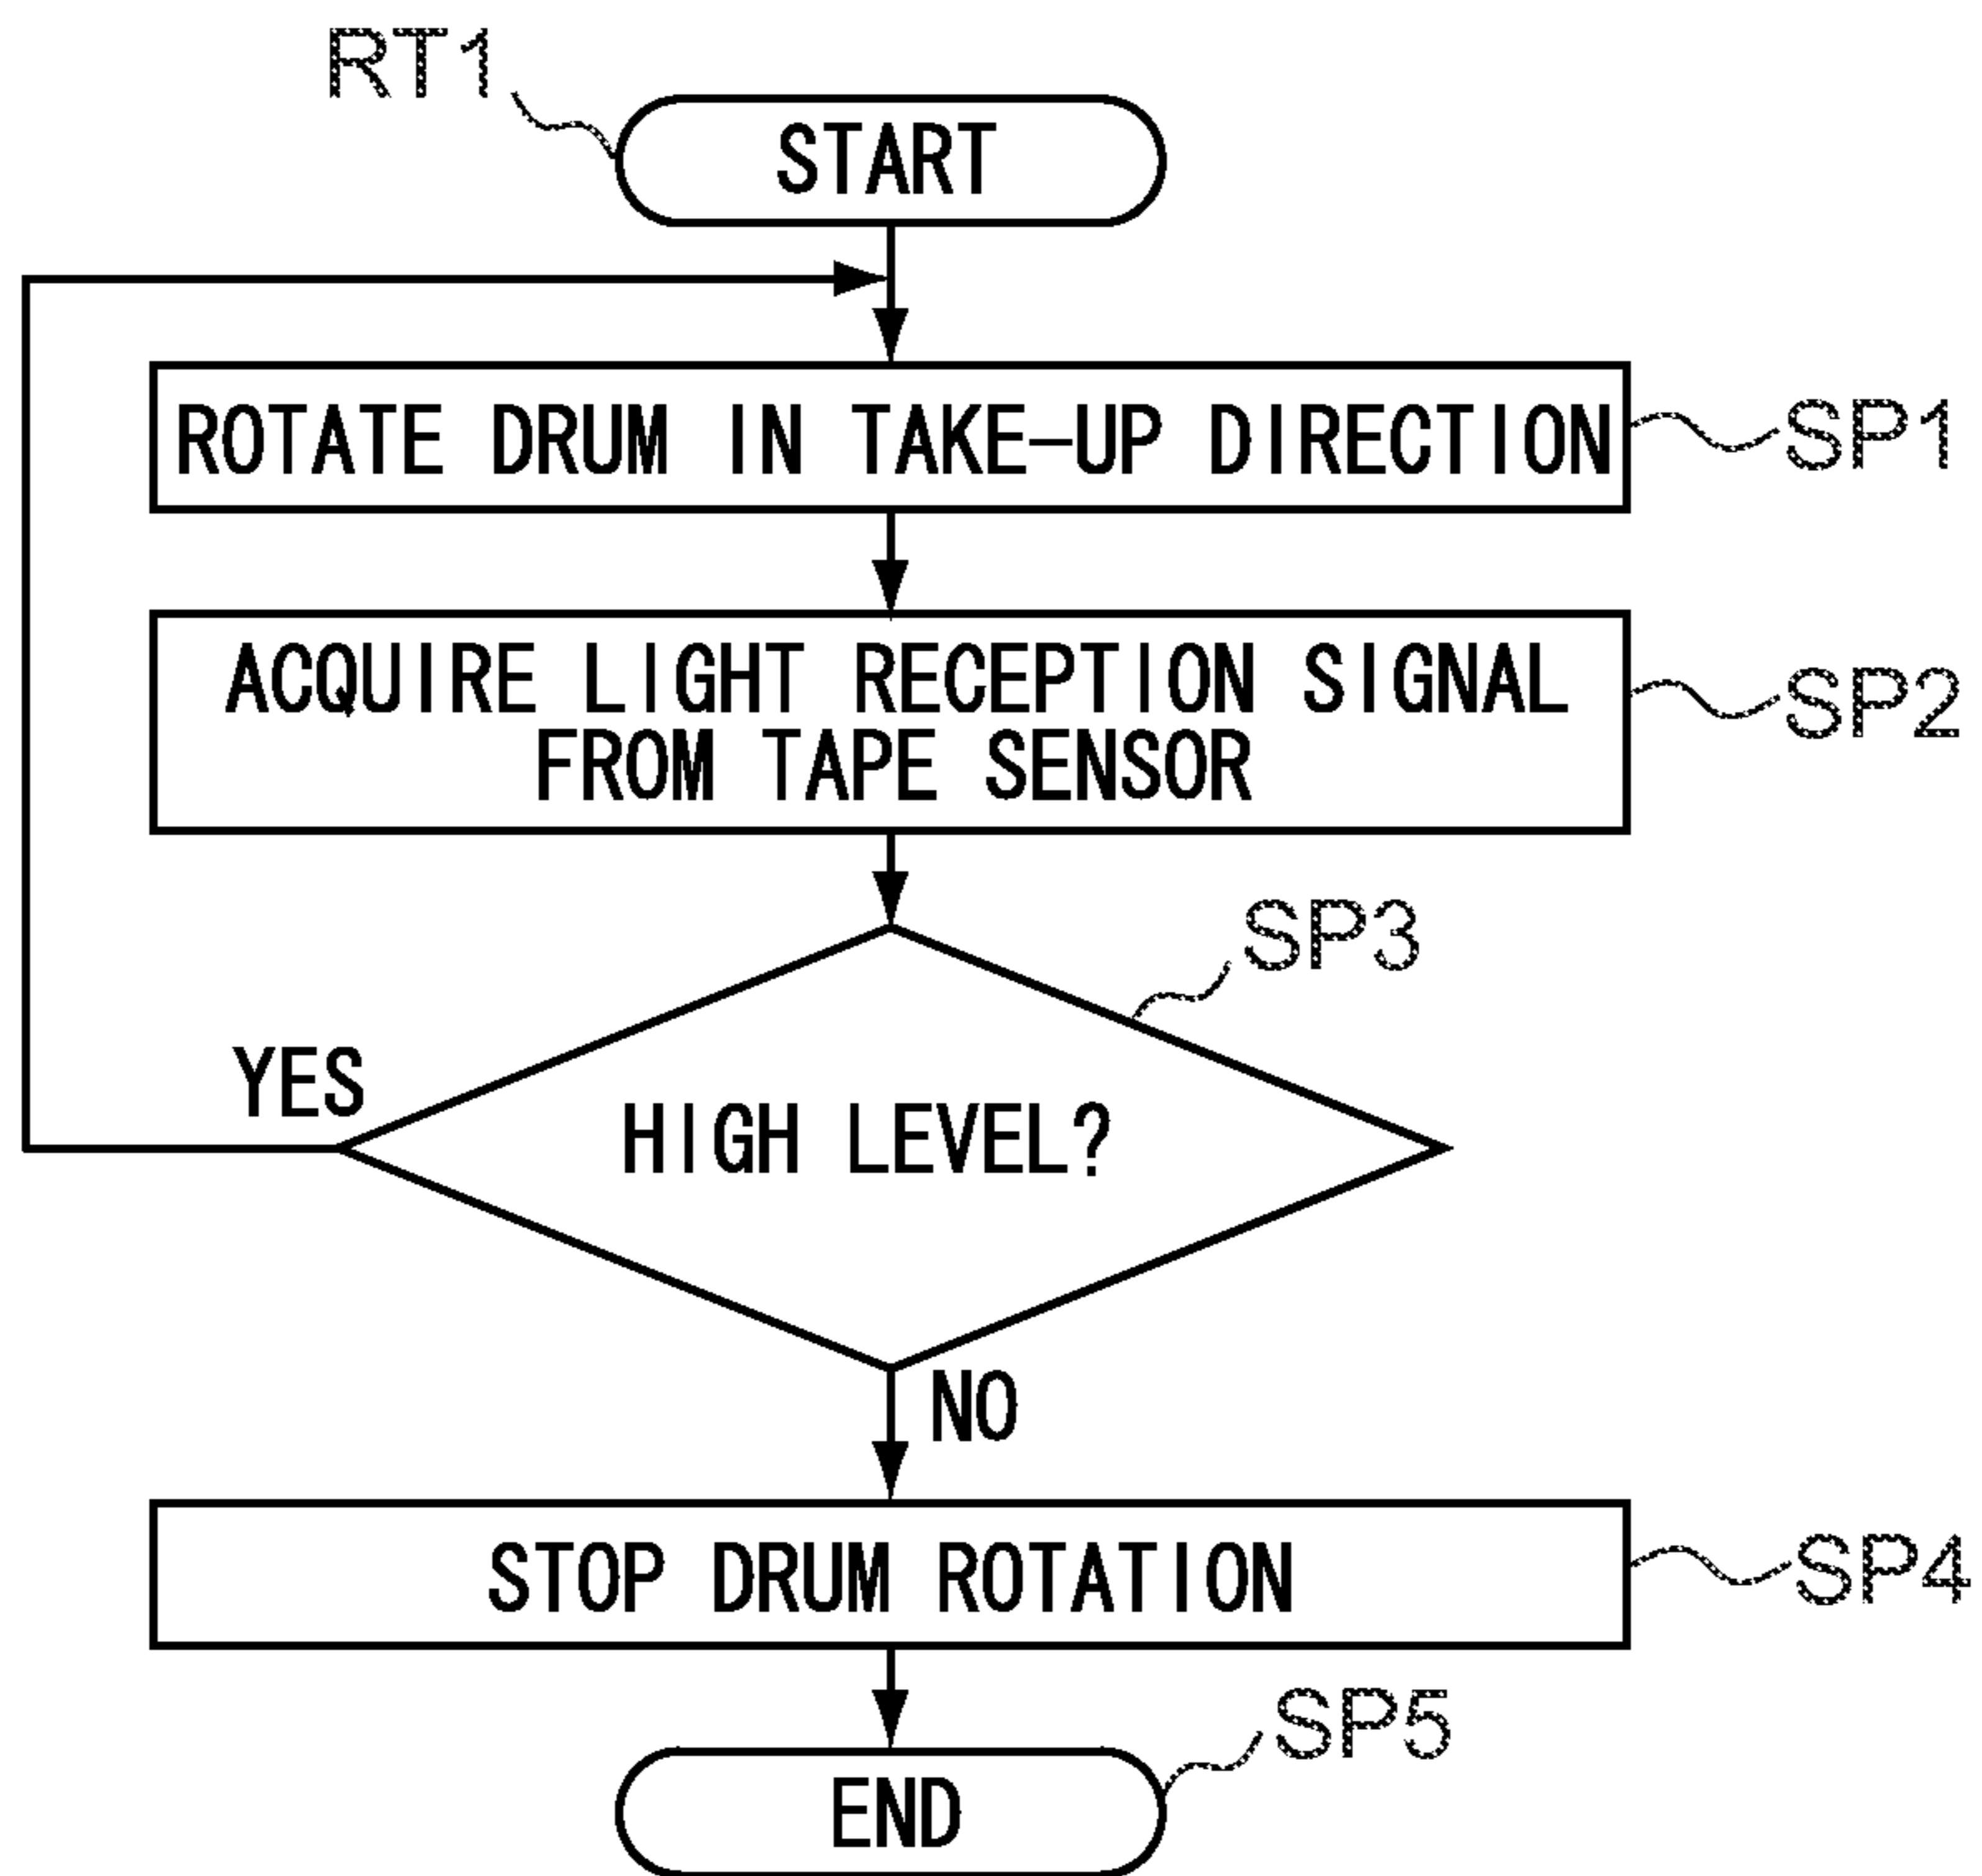 RT1
START
ROTATE DRUM IN TAKE-UP DIRECTION
SP1
ACQUIRE LIGHT RECEPTION SIGNAL
FROM TAPE SENSOR
SP2
SP3
YES
HIGH LEVEL?
NO
STOP DRUM ROTATION
SP4
SP5
END